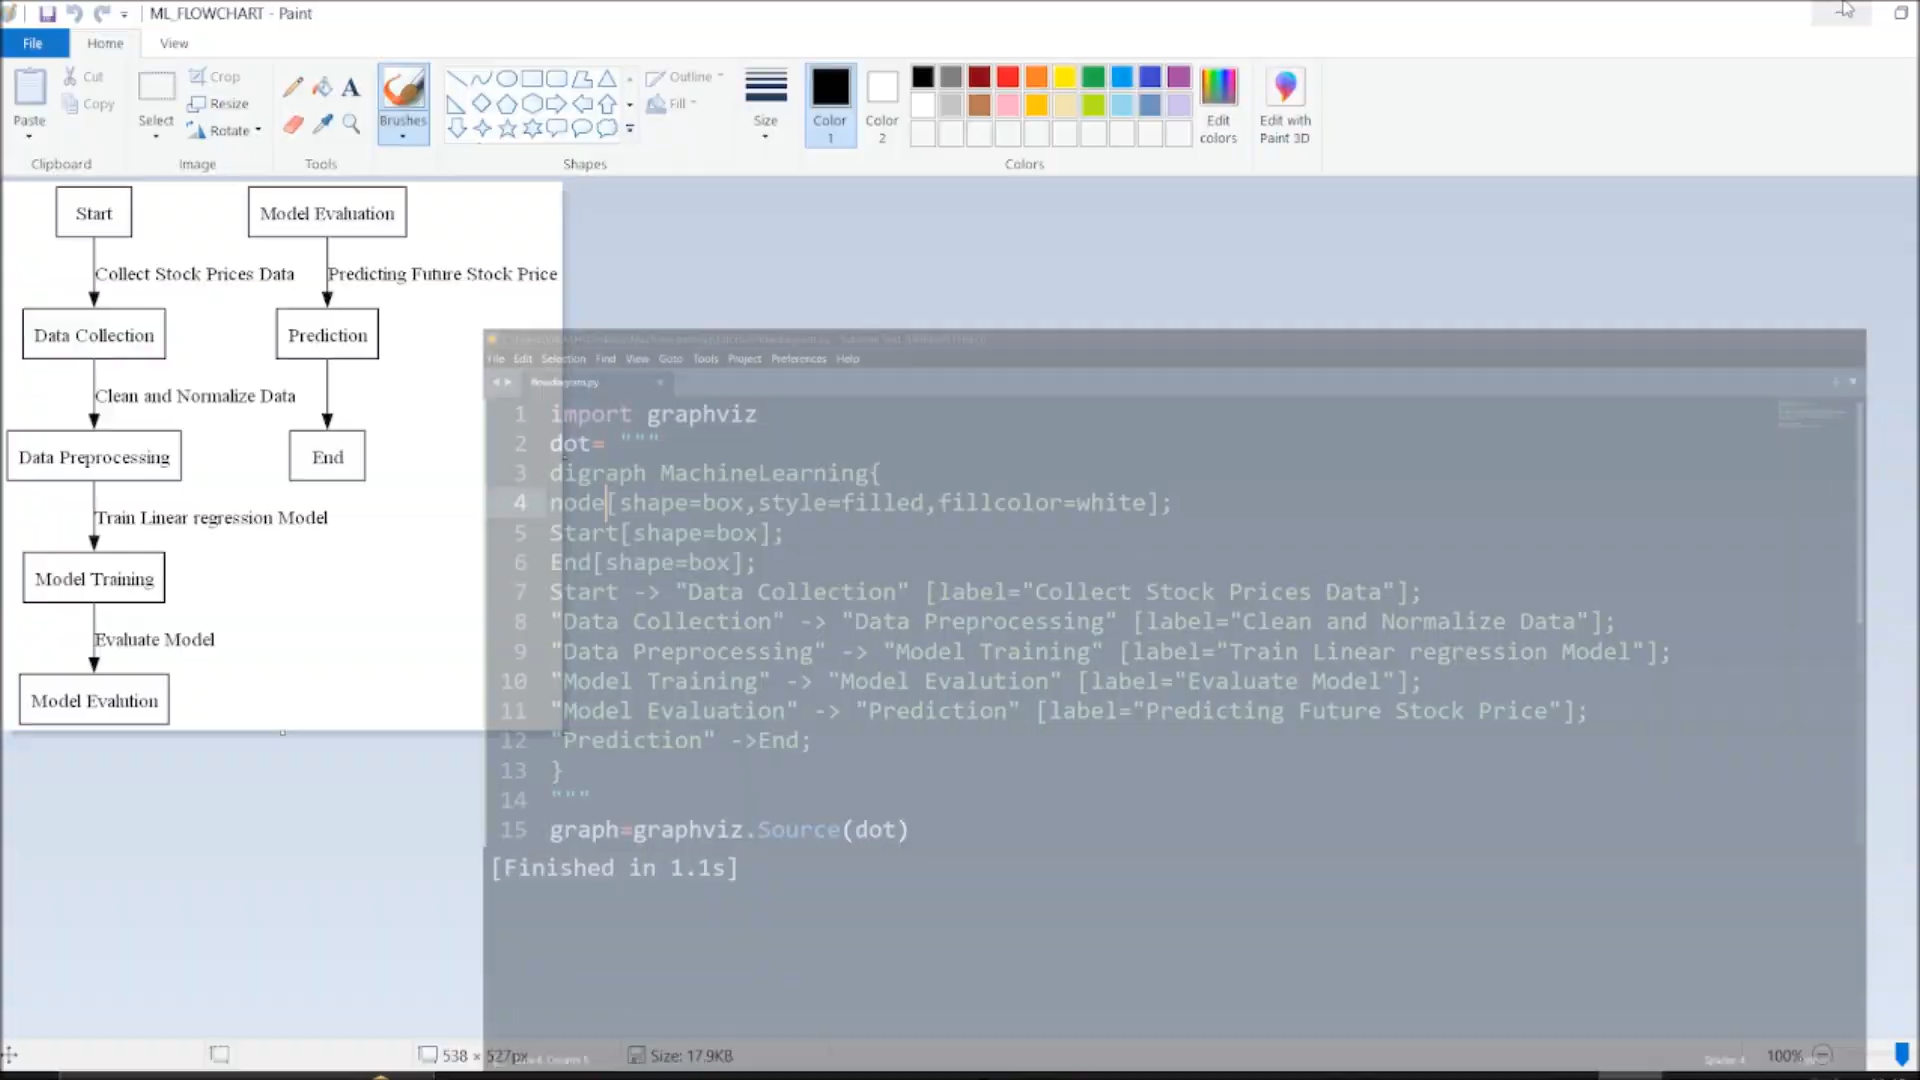 ML_FLOWCHART - Paint
File Home View
Cut
Copy
Paste
Clipboard
Select
Crop
Resize
Rotate
Image
A
Tools
Brushes
Outline
Fill
Shapes
Size
Color 1
Color 2
Colors
Edit colors
Edit with Paint 3D
Start
Collect Stock Prices Data
Data Collection
Clean and Normalize Data
Data Preprocessing
Train Linear regression Model
Model Training
Evaluate Model
Model Evalution
Model Evaluation
Predicting Future Stock Price
Prediction
End
File Edit Selection Find View Goto Tools Project Preferences Help
flowdiagram.py
1 import graphviz
2 dot= """
3 digraph MachineLearning{
4 node[shape=box,style=filled,fillcolor=white];
5 Start[shape=box];
6 End[shape=box];
7 Start -> "Data Collection" [label="Collect Stock Prices Data"];
8 "Data Collection" -> "Data Preprocessing" [label="Clean and Normalize Data"];
9 "Data Preprocessing" -> "Model Training" [label="Train Linear regression Model"];
10 "Model Training" -> "Model Evalution" [label="Evaluate Model"];
11 "Model Evaluation" -> "Prediction" [label="Predicting Future Stock Price"];
12 "Prediction" ->End;
13 }
14 """
15 graph=graphviz.Source(dot)
[Finished in 1.1s]
538 × 527px
Size: 17.9KB
100%